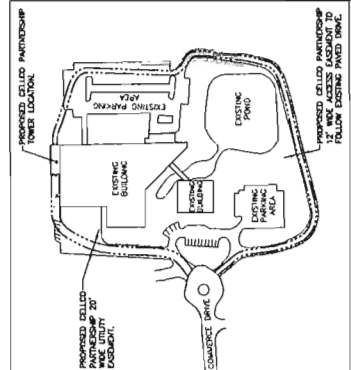 PROPOSED CELLCO PARTNERSHIP
TOWER LOCATION.
EXISTING PARKING
AREA
EXISTING
POND
EXISTING
BUILDING
EXISTING
BUILDING
EXISTING
PARKING
AREA
PROPOSED CELLCO PARTNERSHIP
12' WIDE ACCESS EASEMENT TO
FOLLOW EXISTING PAVED DRIVE.
PROPOSED CELLCO
PARTNERSHIP 20'
WIDE UTILITY
EASEMENT.
COMMERCE DRIVE